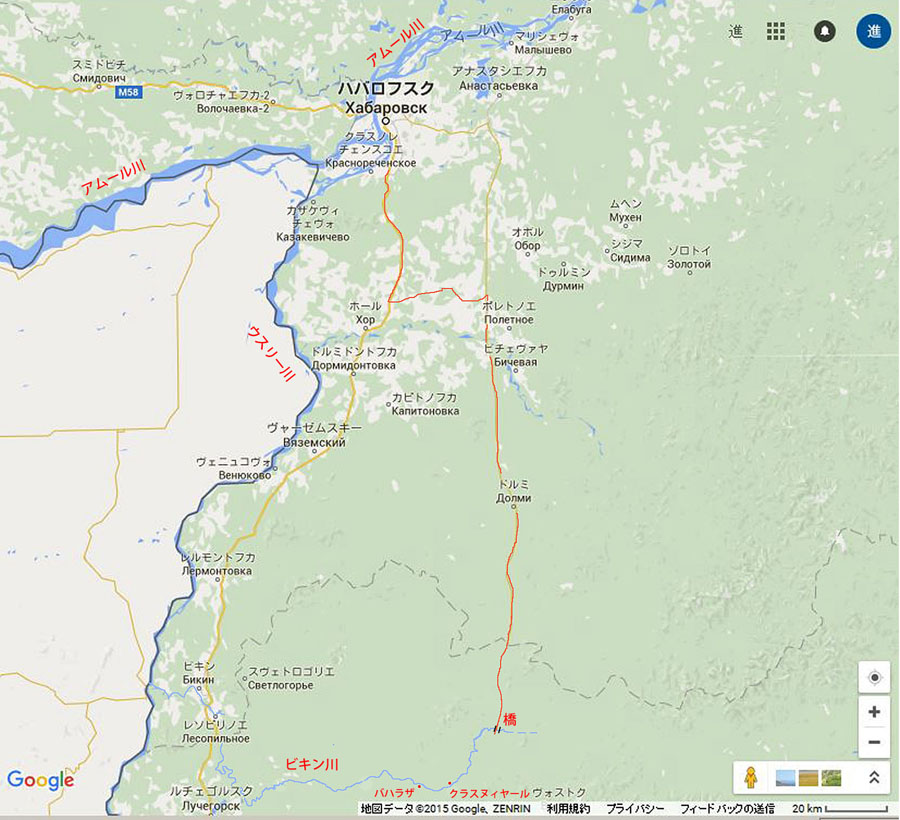 Елабуга
アムール川
アムール川
マリシェヴォ
Малышево
進
進
スミドビチ
Смидович
M58
アナスタシエフカ
Анастасьевка
ハバロフスク
Хабаровск
ヴォロチャエフカ-2
Волочаевка-2
クラスノレ
チェンスコエ
Краснореченское
アムール川
カザケヴィ
チェヴォ
Казакевичево
ムヘン
Мухен
オボル
Обор
シジマ
Сидима
ゾロトイ
Золотой
ドゥルミン
Дурмин
ホール
Хор
ポレトノエ
Полетное
ウスリー川
ドルミドントフカ
Дормидонтовка
ビチェヴァヤ
Бичевая
カピトノフカ
Капитоновка
ヴャーゼムスキー
Вяземский
ヴェニュコヴォ
Венюково
ドルミ
Долми
レルモントフカ
Лермонтовка
ビキン
Бикин
スヴェトロゴリエ
Светлогорье
レソピリノエ
Лесопильное
橋
ビキン川
Google
ルチェゴルスク
Лучегорск
バハラザ
クラスヌィヤール
ヴォストク
地図データ ©2015 Google、ZENRIN
利用規約
プライバシー
フィードバックの送信
20 km